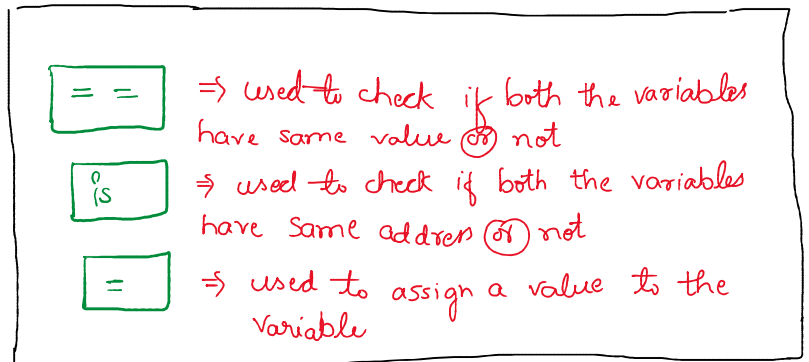 == ⇒ used to check if both the variables
have same value or not
is ⇒ used to check if both the variables
have same address or not
= ⇒ used to assign a value to the
variable